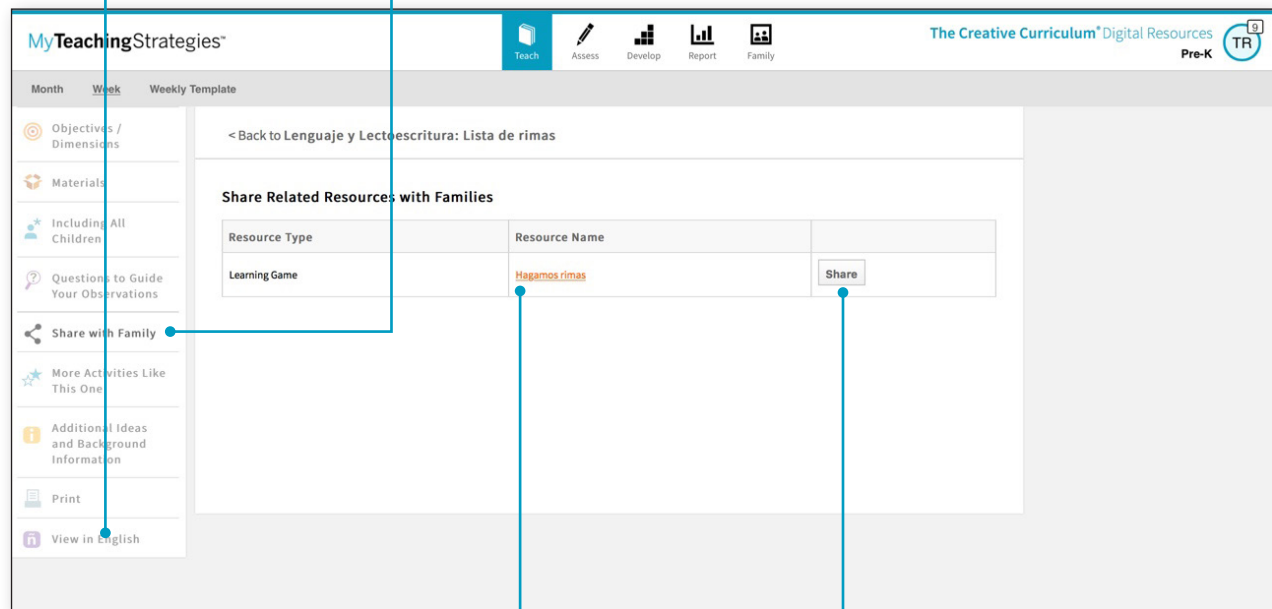 MyTeachingStrategies™
Teach
Assess
Develop
Report
Family
The Creative Curriculum® Digital Resources
Pre-K
TR
9
Month Week Weekly Template
Objectives /
Dimensions
Materials
Including All
Children
Questions to Guide
Your Observations
Share with Family
More Activities Like
This One
Additional Ideas
and Background
Information
Print
ñ View in English
< Back to Lenguaje y Lectoescritura: Lista de rimas
Share Related Resources with Families
Resource Type Resource Name
Learning Game Hagamos rimas Share